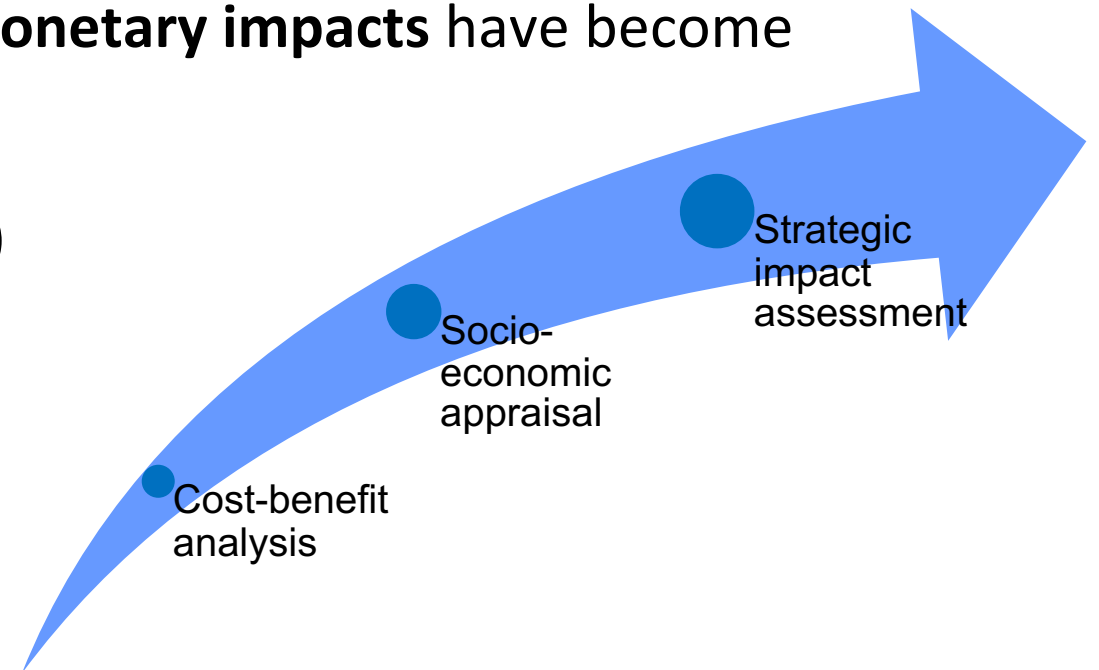 onetary impacts have become
)
Strategic
impact
assessment
Socio-
economic
appraisal
Cost-benefit
analysis